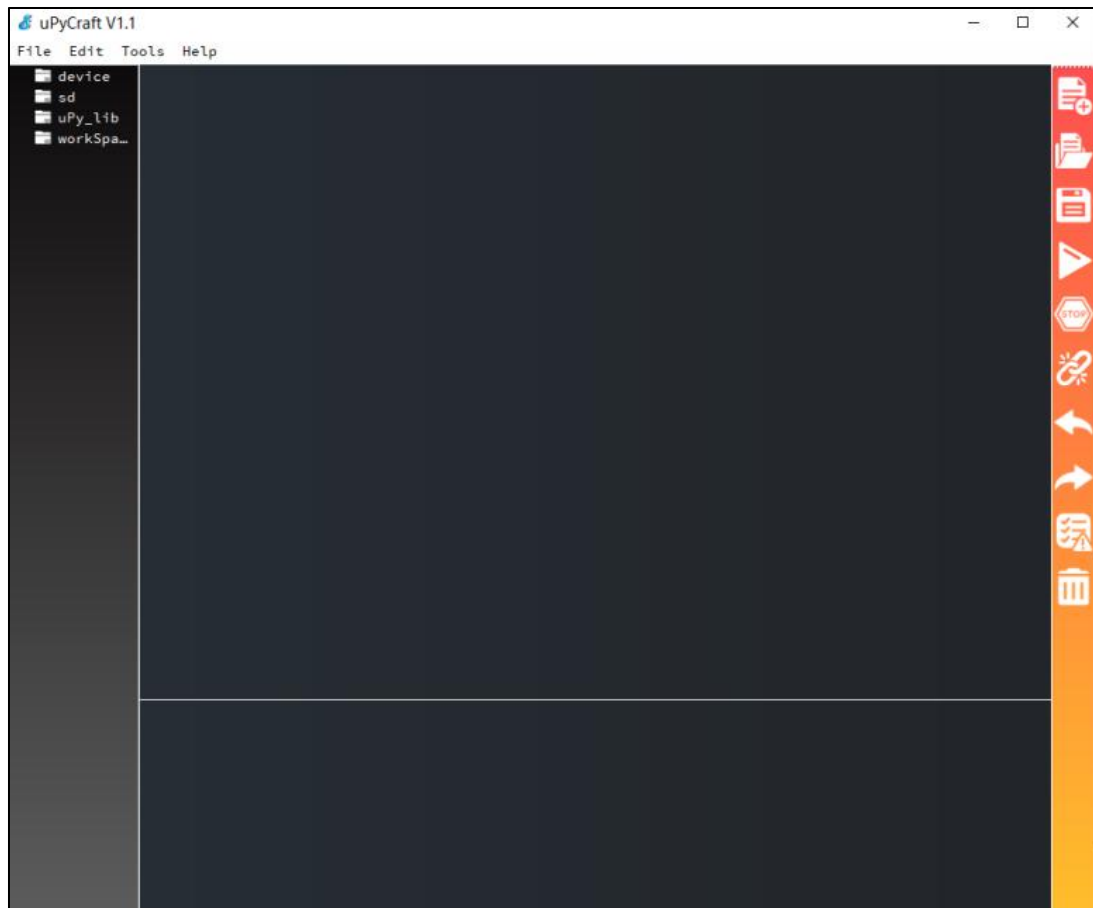 uPyCraft V1.1
File Edit Tools Help
device
sd
uPy_lib
workSpa…
STOP